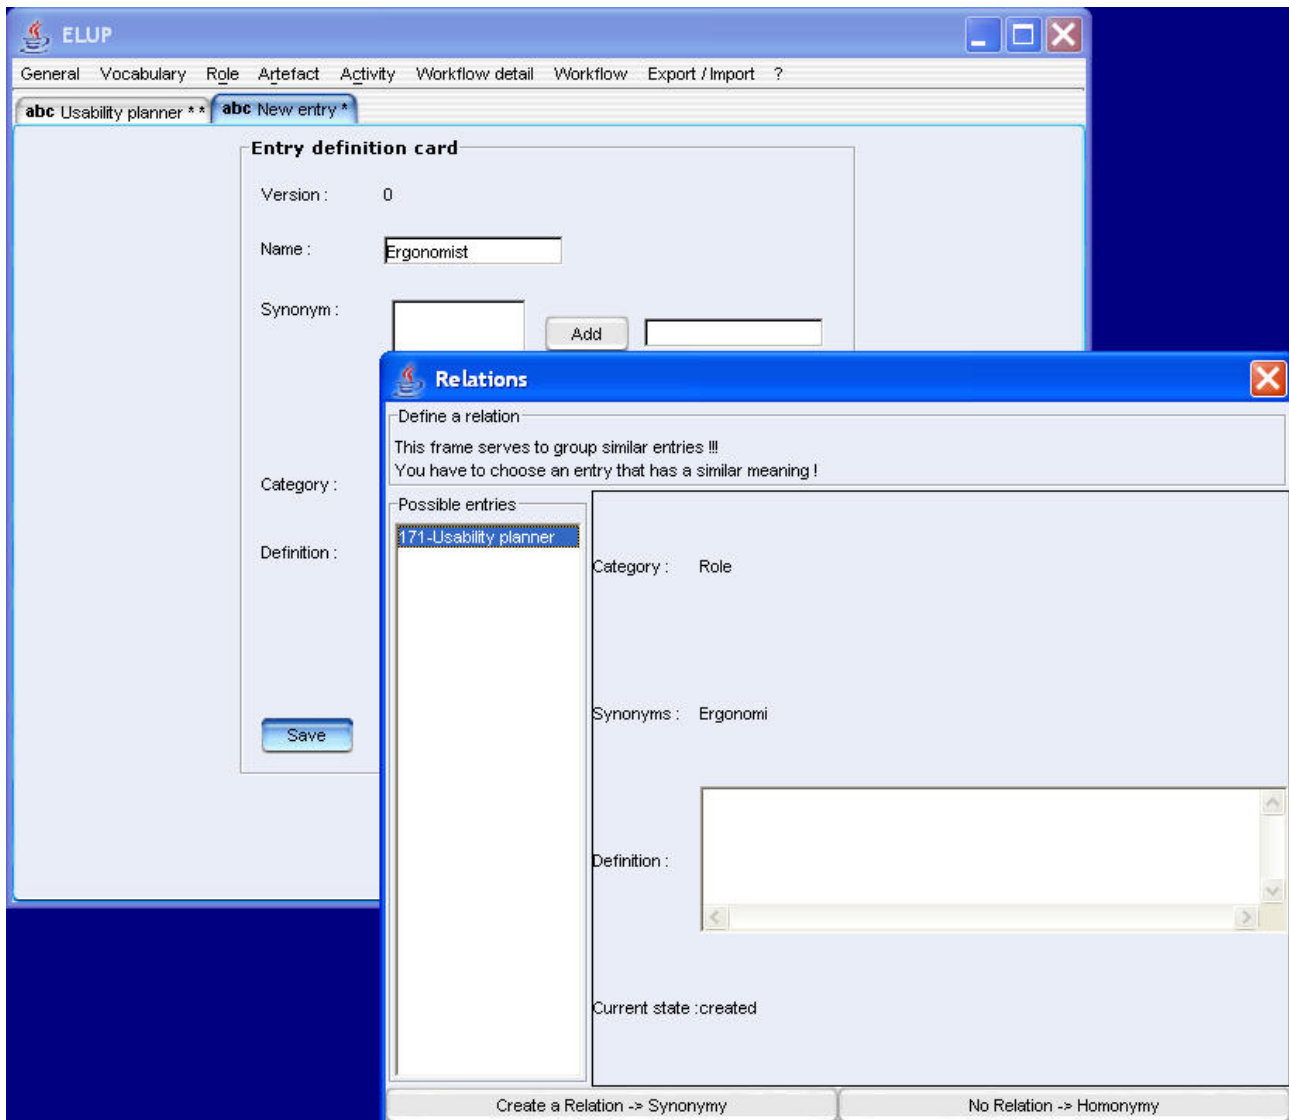 ELUP
General Vocabulary Role Artefact Activity Workflow detail Workflow Export / Import ?
abc Usability planner * * abc New entry *
Entry definition card
Version : 0
Name : Ergonomist
Synonym :
Add
Category :
Definition :
Save
Relations
Define a relation
This frame serves to group similar entries !!!
You have to choose an entry that has a similar meaning !
Possible entries
171-Usability planner
Category : Role
Synonyms : Ergonomi
Definition :
Current state :created
Create a Relation -> Synonymy No Relation -> Homonymy